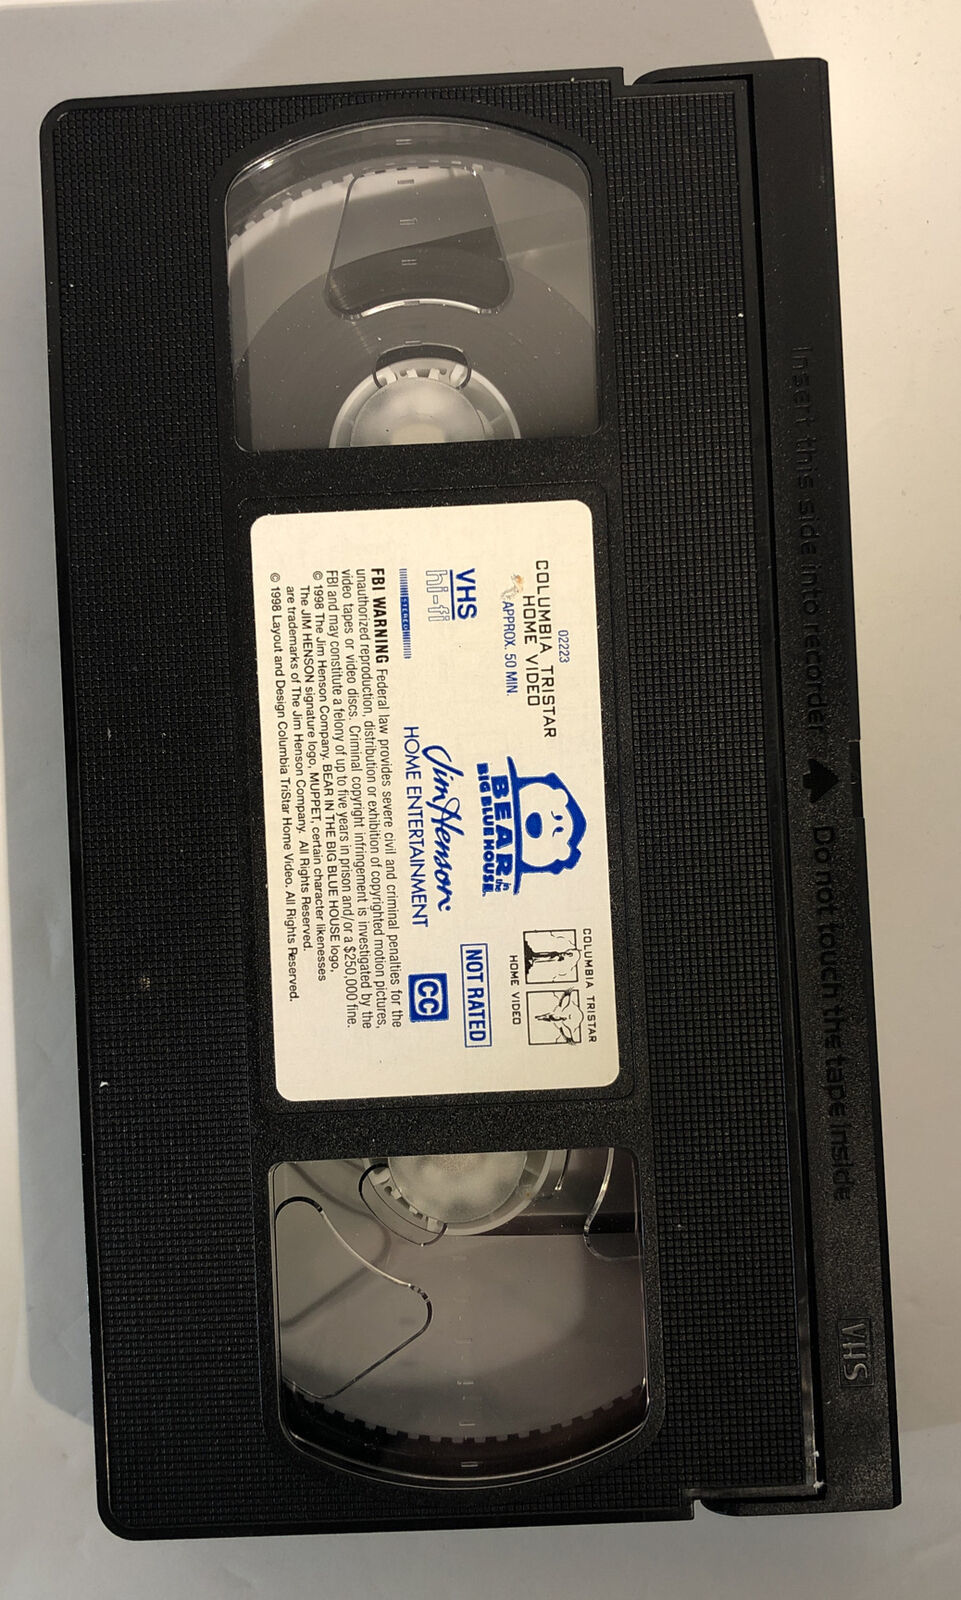 Insert this side into recorder ▲ Do not touch the tape inside
VHS
02223
COLUMBIA TRISTAR
HOME VIDEO
APPROX. 50 MIN.
BEAR IN THE
BIG BLUE HOUSE
COLUMBIA TRISTAR
HOME VIDEO
VHS
hi-fi
STEREO
Jim Henson
HOME ENTERTAINMENT
NOT RATED
CC
FBI WARNING Federal law provides severe civil and criminal penalties for the
unauthorized reproduction, distribution or exhibition of copyrighted motion pictures,
video tapes or video discs. Criminal copyright infringement is investigated by the
FBI and may constitute a felony of up to five years in prison and/or a $250,000 fine.
© 1998 The Jim Henson Company. BEAR IN THE BIG BLUE HOUSE logo,
The JIM HENSON signature logo, MUPPET, certain character likenesses
are trademarks of The Jim Henson Company. All Rights Reserved.
© 1998 Layout and Design Columbia TriStar Home Video. All Rights Reserved.